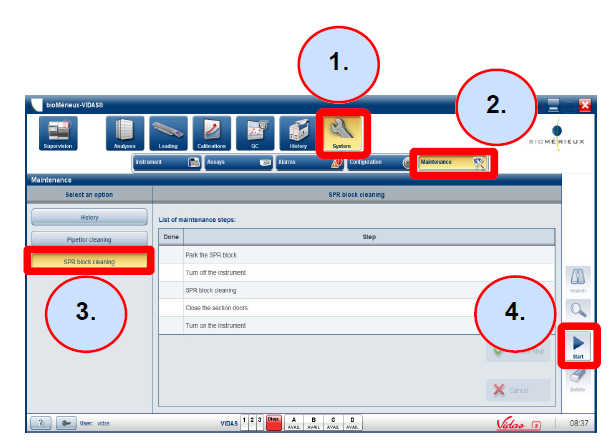 1.
2.
bioMérieux-VIDAS®
Supervision
Analyses
Loading
Calibrations
QC
History
System
BIOMÉRIEUX
Instrument
Assays
Alarms
Configuration
Maintenance
Maintenance
Select an option
SPR block cleaning
History
Pipettor cleaning
SPR block cleaning
List of maintenance steps:
Done
Step
Park the SPR block
Turn off the instrument
SPR block cleaning
Close the section doors
Turn on the instrument
3.
4.
step
Cancel
Search
Start
Delete
?
User: vidas
VIDAS
1 2 3
Disp.
A
AVAIL
B
AVAIL
C
AVAIL
D
AVAIL
Vidas 3
08:37